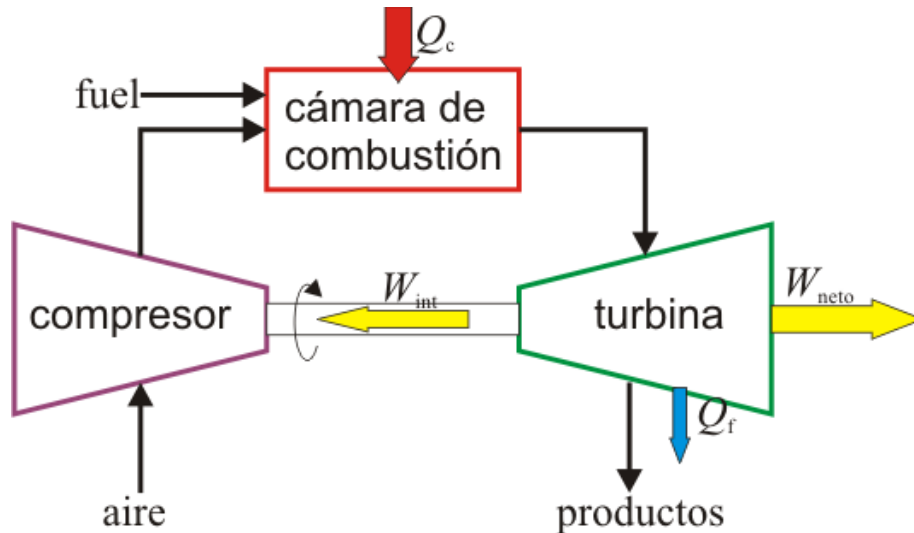 Qc
fuel
cámara de
combustión
compresor
Wint
turbina
Wneto
Qf
aire
productos